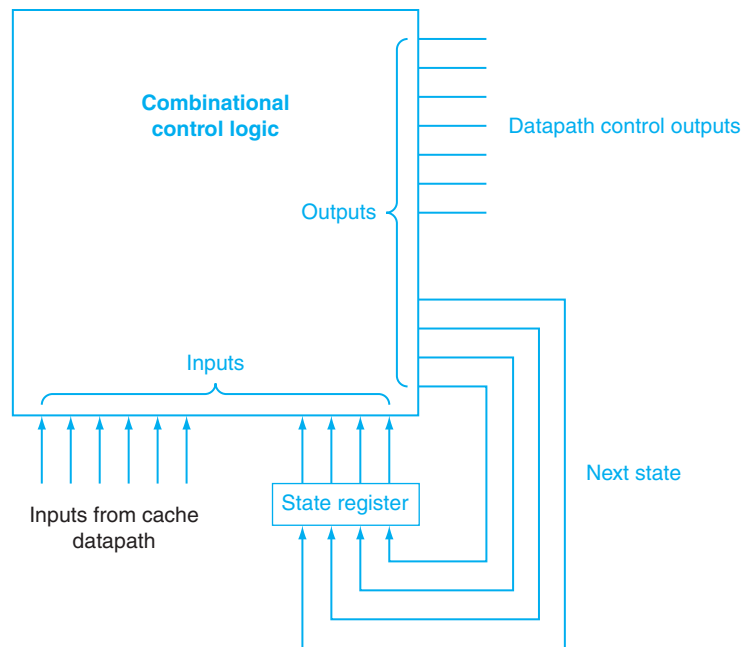 Combinational
control logic
Datapath control outputs
Outputs
Inputs
Next state
State register
Inputs from cache
datapath